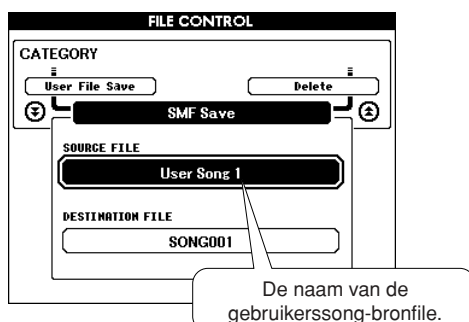 FILE CONTROL
CATEGORY
User File Save
Delete
SMF Save
SOURCE FILE
User Song 1
DESTINATION FILE
SONG001
De naam van de
gebruikerssong-bronfile.